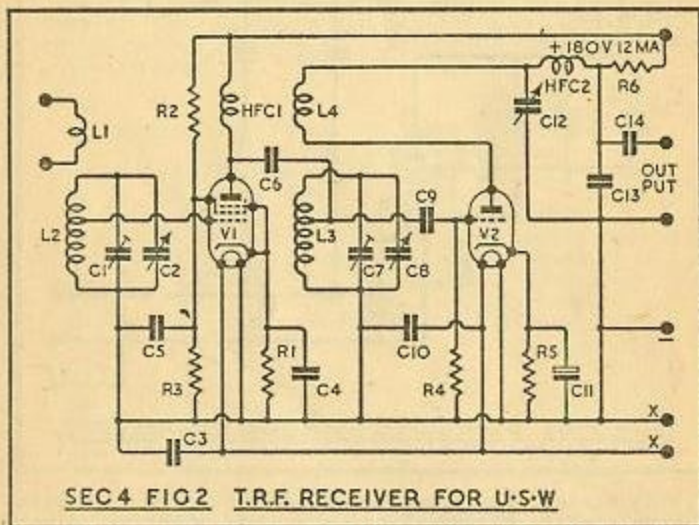 +180V 12MA
R2
HFC1
L4
HFC2
R6
L1
C12
C14
C6
OUT
PUT
C13
L2
C1
C2
V1
L3
C7
C8
C9
V2
C5
R3
R1
C4
C10
R4
R5
C11
–
X
C3
X
SEC 4 FIG 2 T.R.F. RECEIVER FOR U·S·W